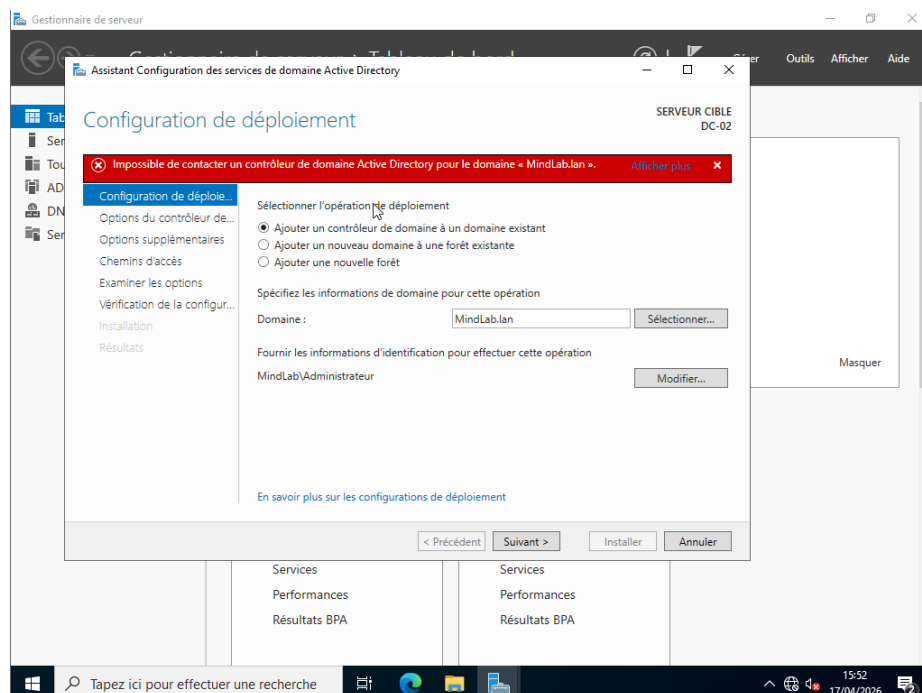 Gestionnaire de serveur
Outils Afficher Aide
Assistant Configuration des services de domaine Active Directory
Configuration de déploiement
SERVEUR CIBLE
DC-02
Tab
Ser
Tou
AD
DN
Ser
Impossible de contacter un contrôleur de domaine Active Directory pour le domaine « MindLab.lan ». Afficher plus
Configuration de déploie...
Options du contrôleur de...
Options supplémentaires
Chemins d'accès
Examiner les options
Vérification de la configur...
Installation
Résultats
Sélectionner l'opération de déploiement
Ajouter un contrôleur de domaine à un domaine existant
Ajouter un nouveau domaine à une forêt existante
Ajouter une nouvelle forêt
Spécifiez les informations de domaine pour cette opération
Domaine : MindLab.lan Sélectionner...
Fournir les informations d'identification pour effectuer cette opération
MindLab\Administrateur Modifier...
En savoir plus sur les configurations de déploiement
Masquer
< Précédent Suivant > Installer Annuler
Services Services
Performances Performances
Résultats BPA Résultats BPA
Tapez ici pour effectuer une recherche
15:52
17/04/2026